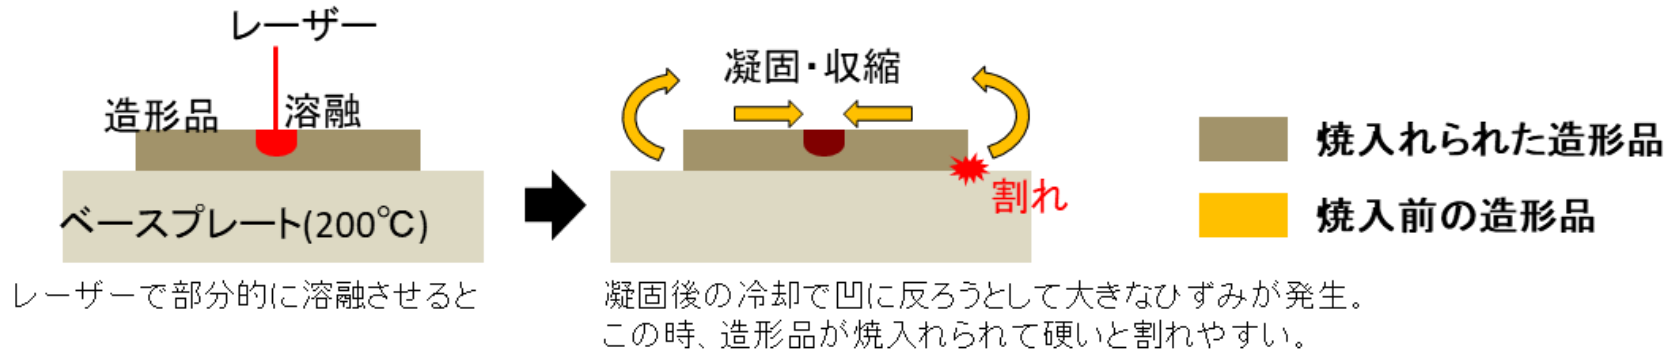 レーザー
造形品
溶融
ベースプレート(200℃)
レーザーで部分的に溶融させると
凝固・収縮
割れ
凝固後の冷却で凹に反ろうとして大きなひずみが発生。
この時、造形品が焼入れられて硬いと割れやすい。
焼入れられた造形品
焼入前の造形品